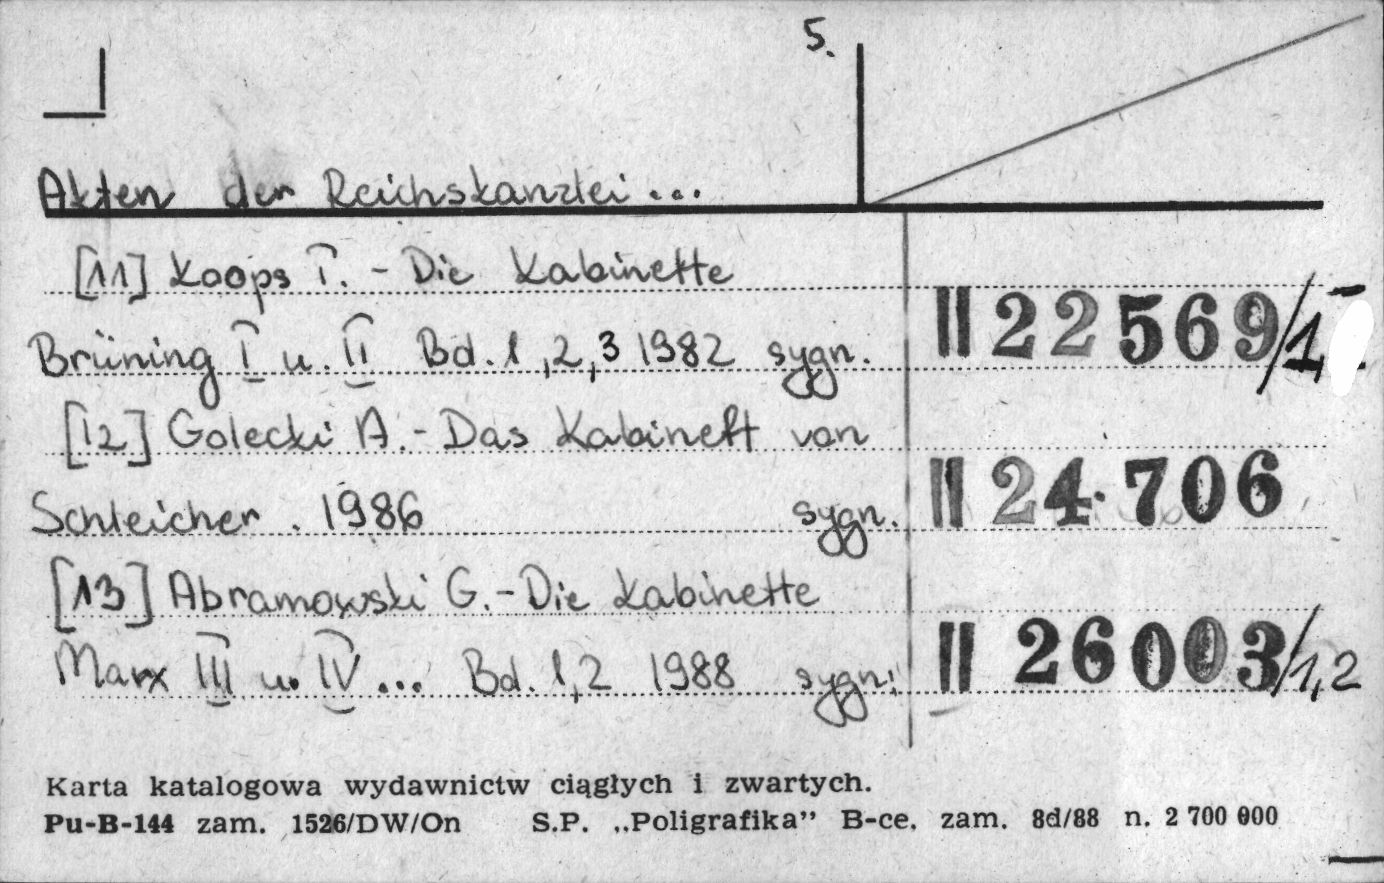 5.
Akten der Reichskanzlei...
[11] Koops T. - Die Kabinette
Brüning I u. II Bd. 1,2,3 1982 sygn. II 22569/1-
[12] Golecki A. - Das Kabinett von
Schleicher. 1986 sygn. II 24.706
[13] Abramowski G. - Die Kabinette
Marx III u. IV... Bd. 1,2 1988 sygn. II 26003/1,2
Karta katalogowa wydawnictw ciągłych i zwartych.
Pu-B-144 zam. 1526/DW/On S.P. „Poligrafika” B-ce, zam. 8d/88 n. 2 700 000